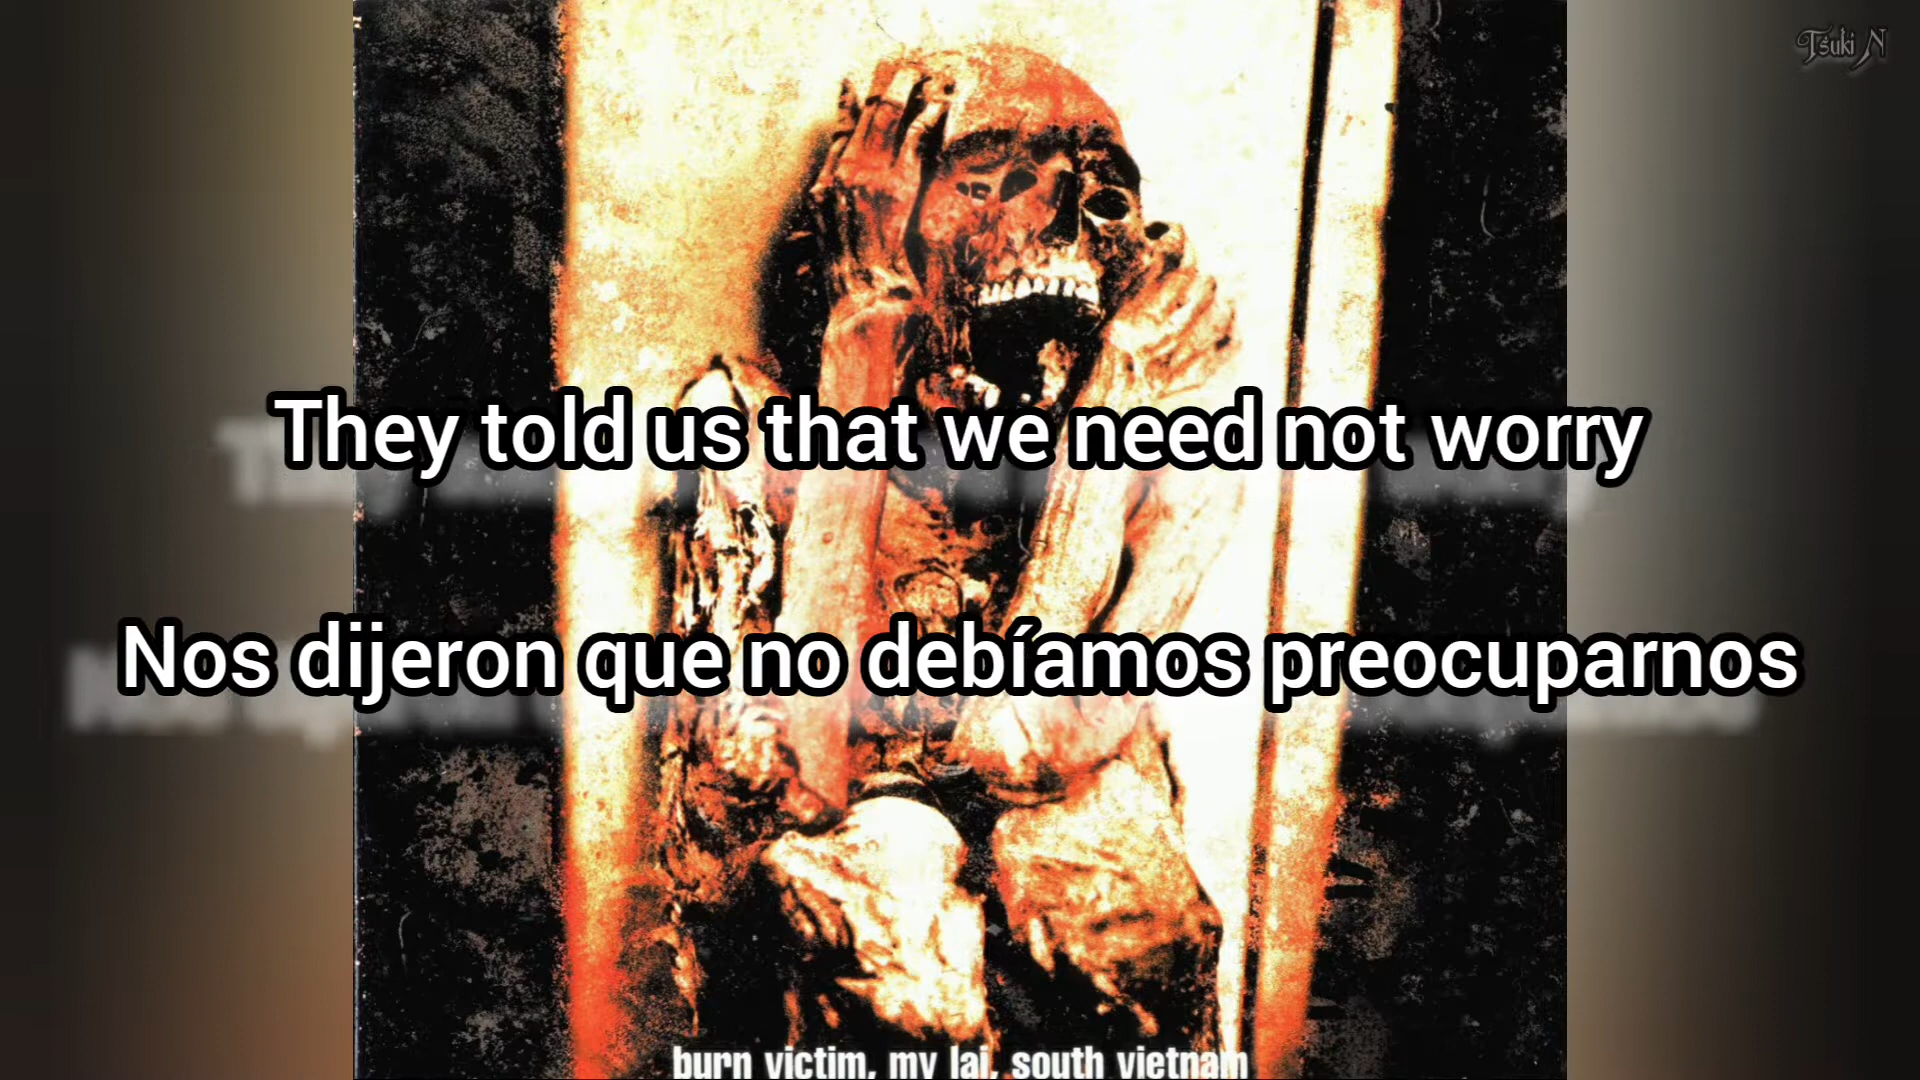 Tsuki N
They told us that we need not worry
Nos dijeron que no debíamos preocuparnos
burn victim, my lai, south vietnam